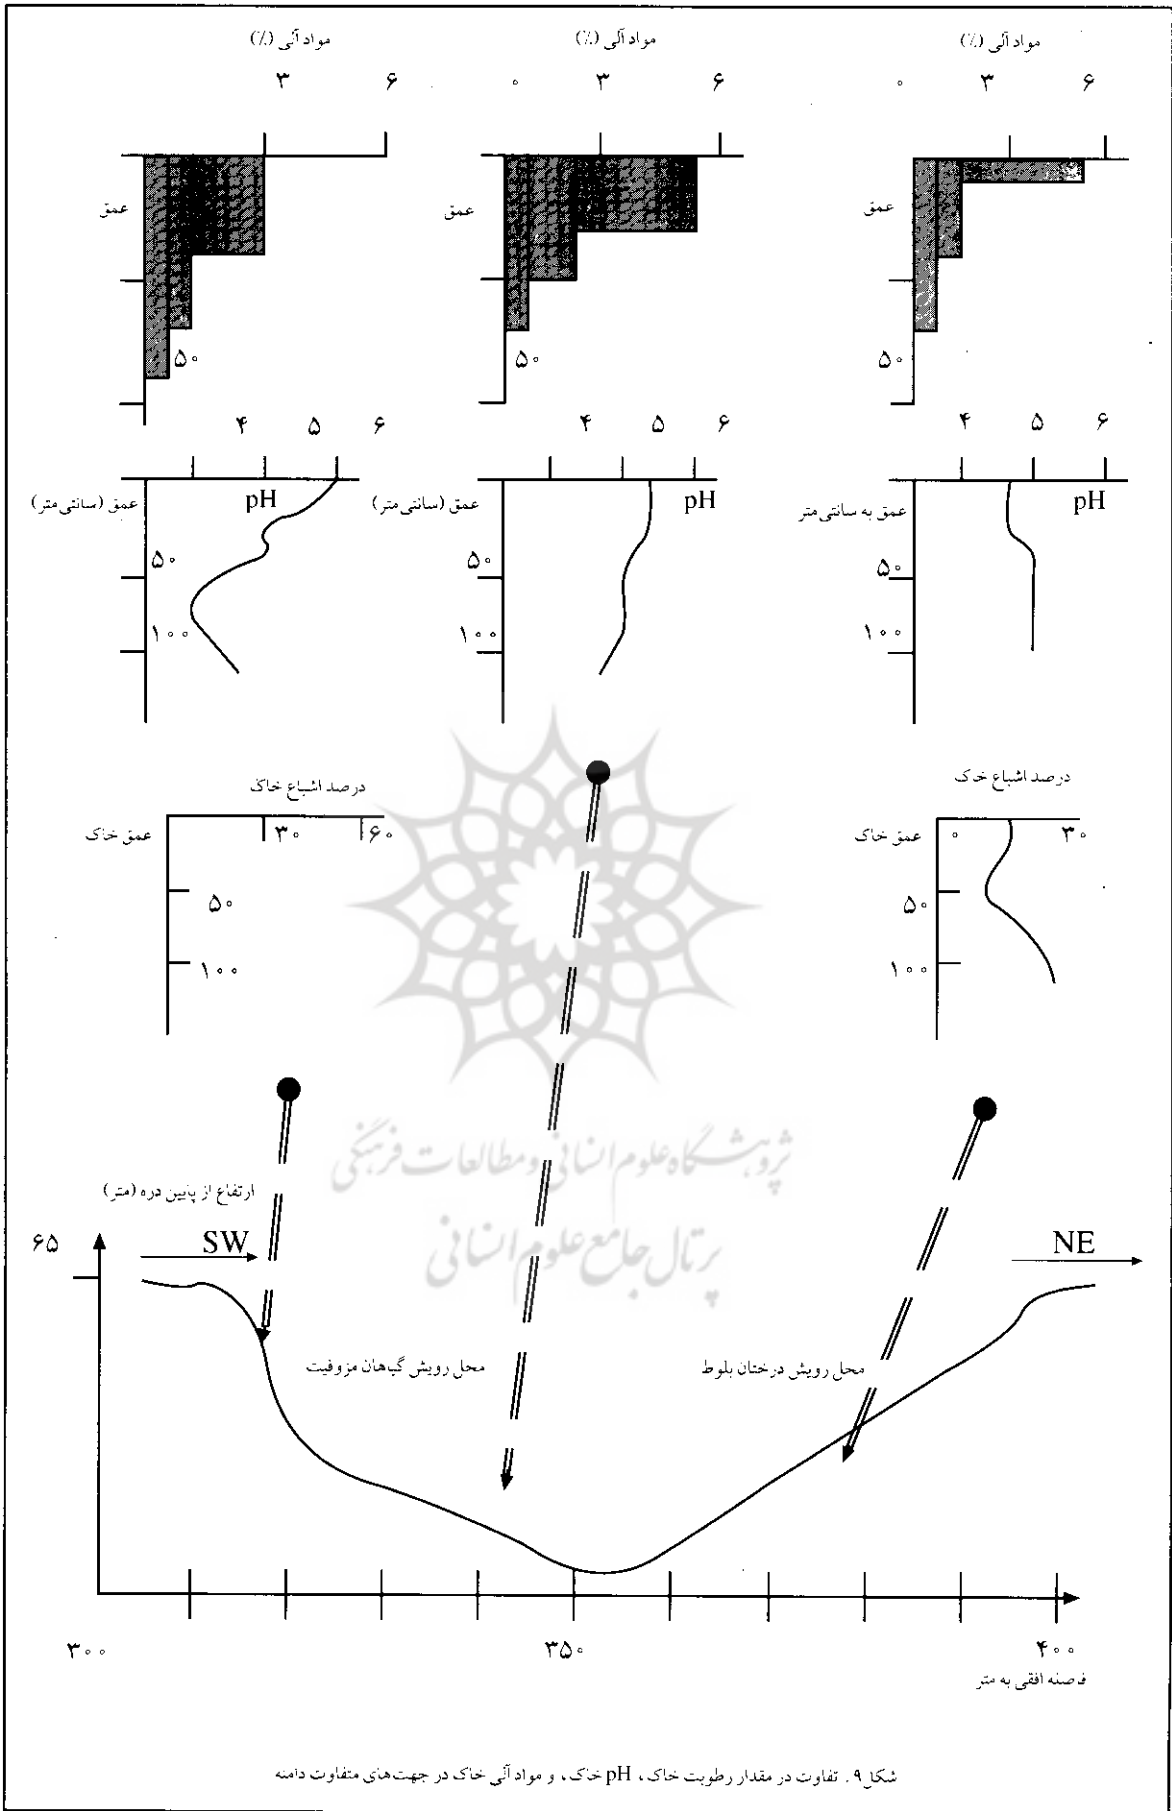 مواد آلی (٪)
مواد آلی (٪)
مواد آلی (٪)
۳ ۶
۰ ۳ ۶
۰ ۳ ۶
عمق
عمق
عمق
۵۰
۵۰
۵۰
۴ ۵ ۶
۴ ۵ ۶
۴ ۵ ۶
عمق (سانتی‌متر)
pH
عمق (سانتی‌متر)
pH
عمق به سانتی‌متر
pH
۵۰
۵۰
۵۰
۱۰۰
۱۰۰
۱۰۰
درصد اشباع خاک
درصد اشباع خاک
عمق خاک
۳۰ ۶۰
عمق خاک
۰ ۳۰
۵۰
۵۰
۱۰۰
۱۰۰
پژوهشگاه علوم انسانی و مطالعات فرهنگی
پرتال جامع علوم انسانی
ارتفاع از پایین دره (متر)
۶۵
SW
NE
محل رویش گیاهان مزوفیت
محل رویش درختان بلوط
۳۰۰ ۳۵۰ ۴۰۰
فاصله افقی به متر
شکل ۹. تفاوت در مقدار رطوبت خاک، pH خاک، و مواد آلی خاک در جهت‌های متفاوت دامنه